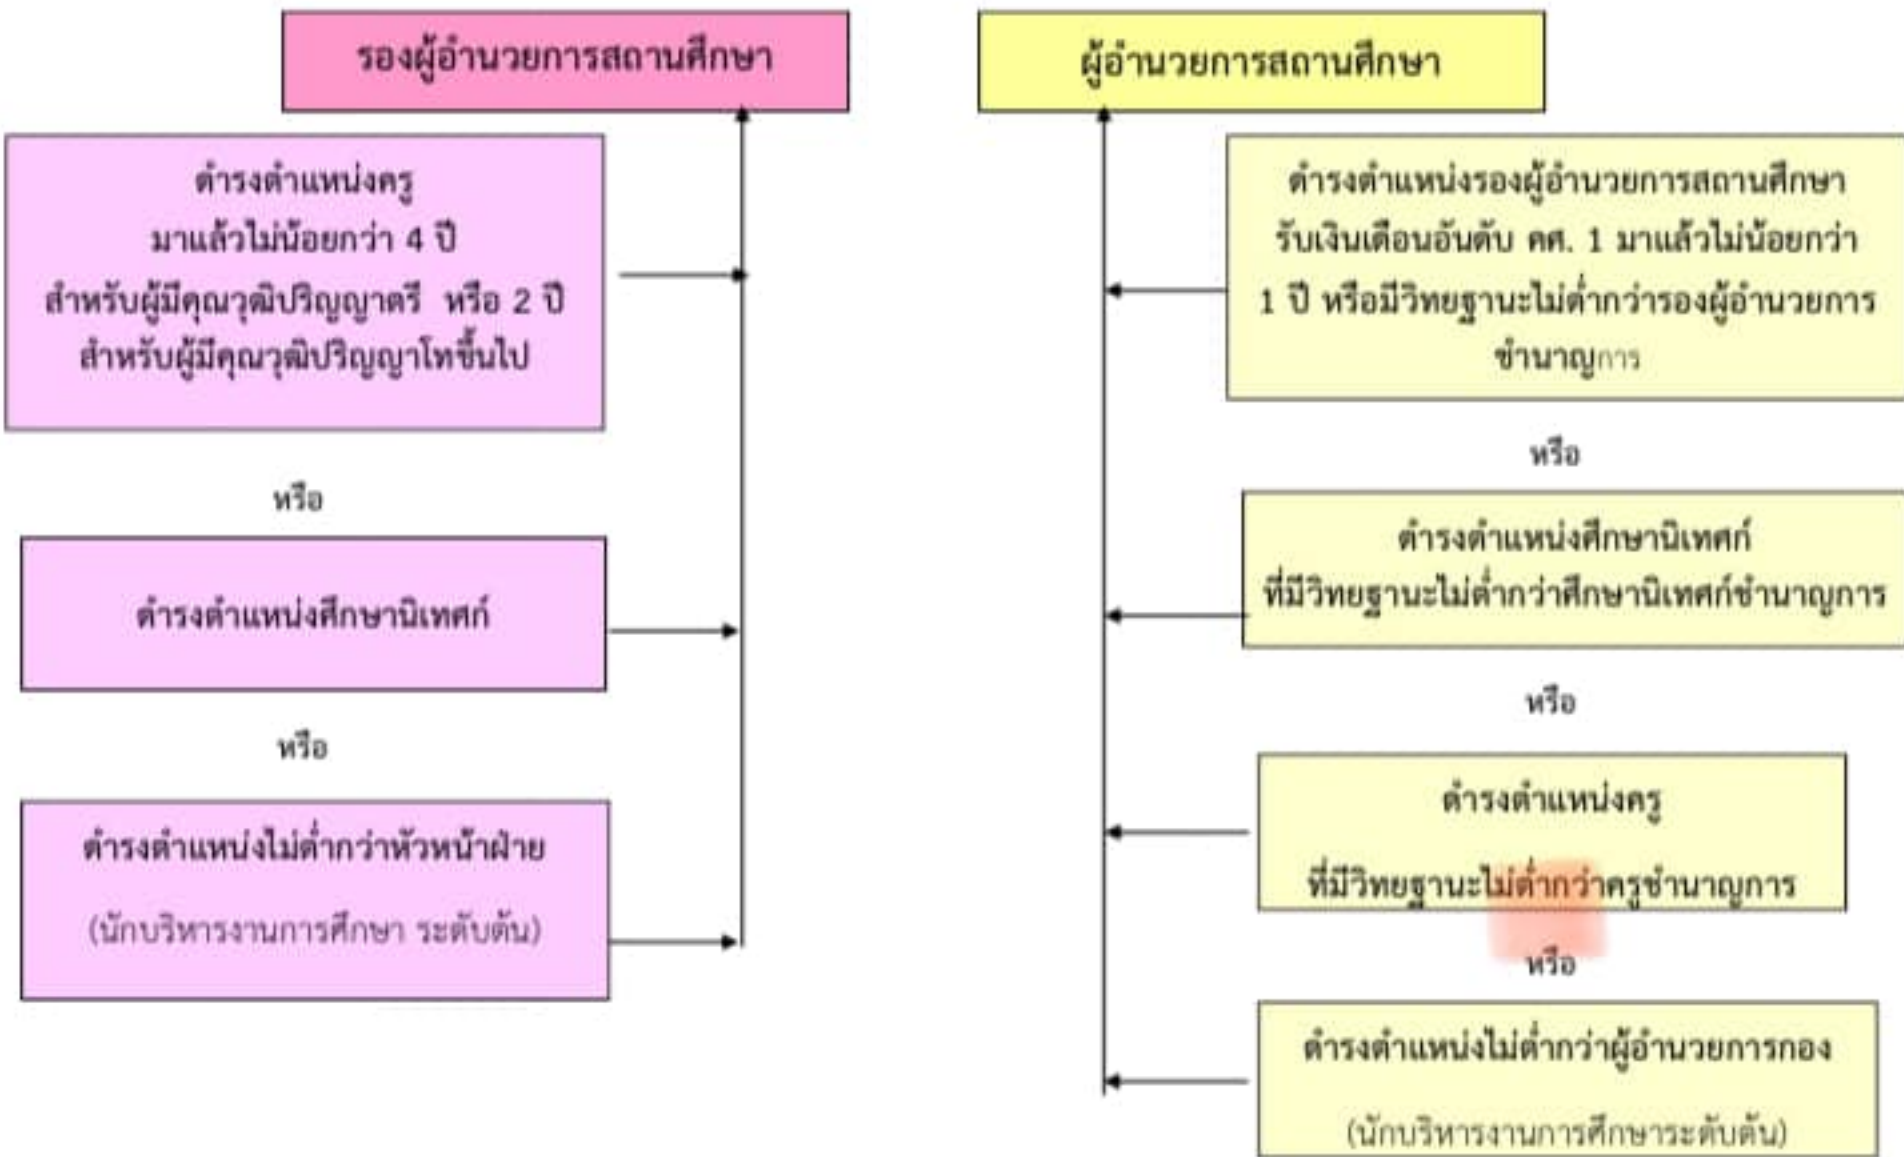 รองผู้อำนวยการสถานศึกษา
ดำรงตำแหน่งครู
มาแล้วไม่น้อยกว่า 4 ปี
สำหรับผู้มีคุณวุฒิปริญญาตรี หรือ 2 ปี
สำหรับผู้มีคุณวุฒิปริญญาโทขึ้นไป
หรือ
ดำรงตำแหน่งศึกษานิเทศก์
หรือ
ดำรงตำแหน่งไม่ต่ำกว่าหัวหน้าฝ่าย
(นักบริหารงานการศึกษา ระดับต้น)
ผู้อำนวยการสถานศึกษา
ดำรงตำแหน่งรองผู้อำนวยการสถานศึกษา
รับเงินเดือนอันดับ คศ. 1 มาแล้วไม่น้อยกว่า
1 ปี หรือมีวิทยฐานะไม่ต่ำกว่ารองผู้อำนวยการ
ชำนาญการ
หรือ
ดำรงตำแหน่งศึกษานิเทศก์
ที่มีวิทยฐานะไม่ต่ำกว่าศึกษานิเทศก์ชำนาญการ
หรือ
ดำรงตำแหน่งครู
ที่มีวิทยฐานะไม่ต่ำกว่าครูชำนาญการ
หรือ
ดำรงตำแหน่งไม่ต่ำกว่าผู้อำนวยการกอง
(นักบริหารงานการศึกษาระดับต้น)